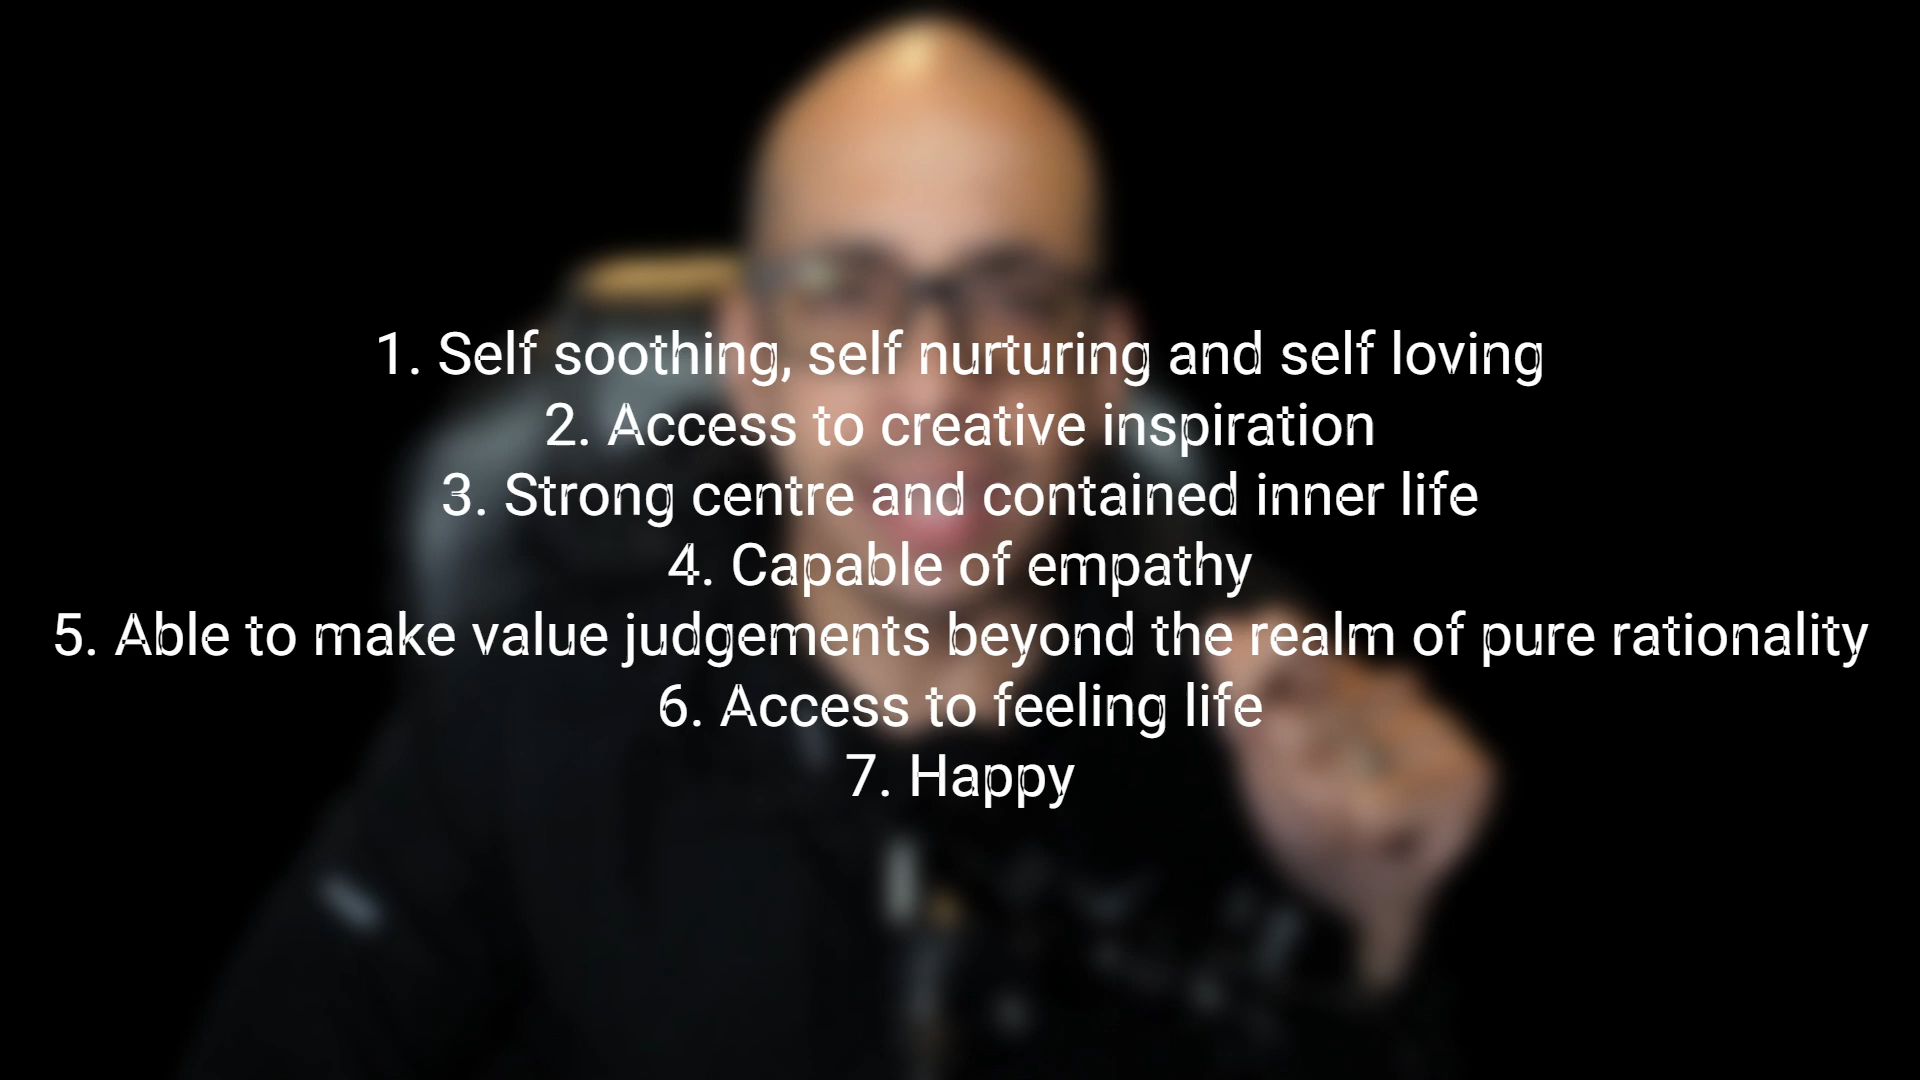 1. Self soothing, self nurturing and self loving
2. Access to creative inspiration
3. Strong centre and contained inner life
4. Capable of empathy
5. Able to make value judgements beyond the realm of pure rationality
6. Access to feeling life
7. Happy